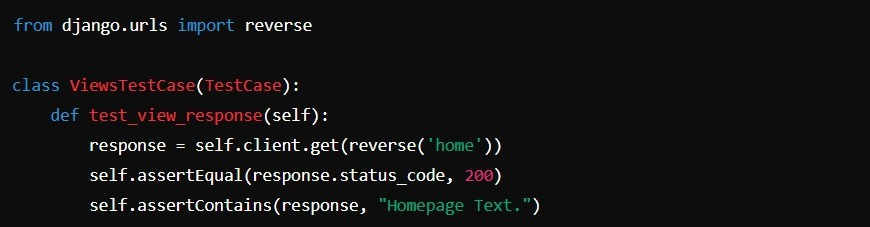 from django.urls import reverse
class ViewsTestCase(TestCase):
def test_view_response(self):
response = self.client.get(reverse('home'))
self.assertEqual(response.status_code, 200)
self.assertContains(response, "Homepage Text.")